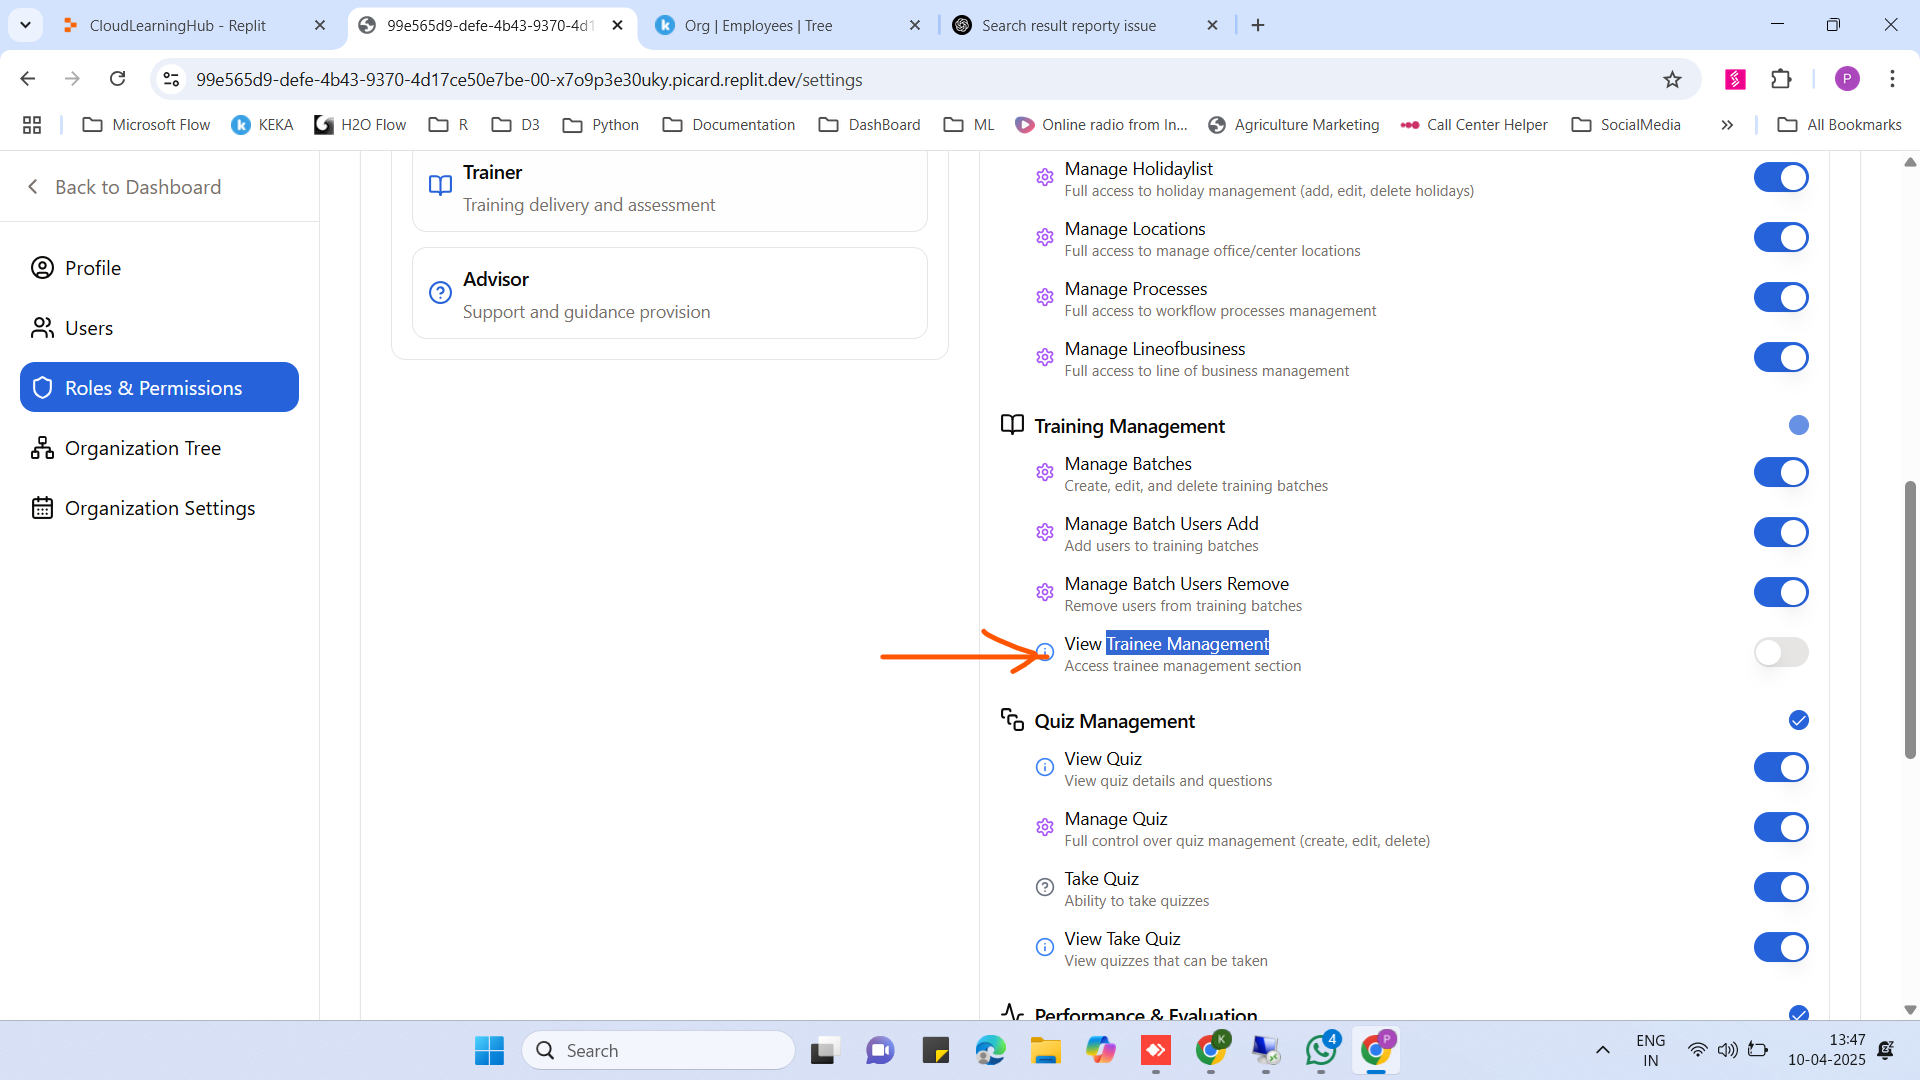 CloudLearningHub - Replit
99e565d9-defe-4b43-9370-4d1
Org | Employees | Tree
Search result reporty issue
99e565d9-defe-4b43-9370-4d17ce50e7be-00-x7o9p3e30uky.picard.replit.dev/settings
P
Microsoft Flow
KEKA
H2O Flow
R
D3
Python
Documentation
DashBoard
ML
Online radio from In...
Agriculture Marketing
Call Center Helper
SocialMedia
All Bookmarks
Back to Dashboard
Profile
Users
Roles & Permissions
Organization Tree
Organization Settings
Trainer
Training delivery and assessment
Advisor
Support and guidance provision
Manage Holidaylist
Full access to holiday management (add, edit, delete holidays)
Manage Locations
Full access to manage office/center locations
Manage Processes
Full access to workflow processes management
Manage Lineofbusiness
Full access to line of business management
Training Management
Manage Batches
Create, edit, and delete training batches
Manage Batch Users Add
Add users to training batches
Manage Batch Users Remove
Remove users from training batches
View Trainee Management
Access trainee management section
Quiz Management
View Quiz
View quiz details and questions
Manage Quiz
Full control over quiz management (create, edit, delete)
Take Quiz
Ability to take quizzes
View Take Quiz
View quizzes that can be taken
Performance & Evaluation
Search
K
4
P
ENG
IN
13:47
10-04-2025